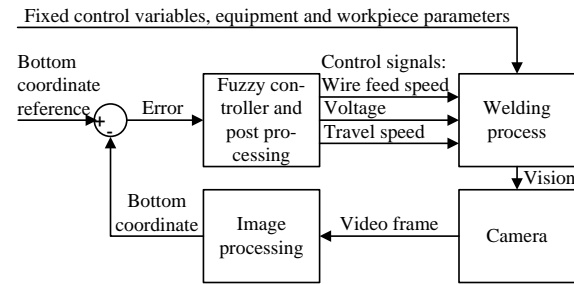 Fixed control variables, equipment and workpiece parameters
Bottom
coordinate
reference
+
-
Error
Fuzzy con-
troller and
post pro-
cessing
Control signals:
Wire feed speed
Voltage
Travel speed
Welding
process
Vision
Camera
Video frame
Image
processing
Bottom
coordinate